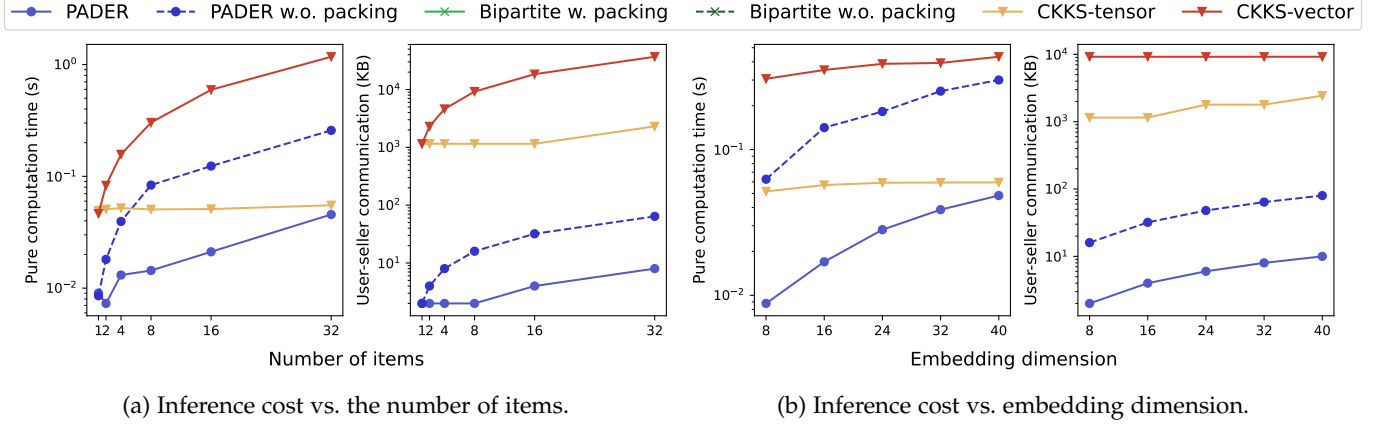 PADER PADER w.o. packing Bipartite w. packing Bipartite w.o. packing CKKS-tensor CKKS-vector
Pure computation time (s)
10^0
10^-1
10^-2
1 2 4 8 16 32
User-seller communication (KB)
10^4
10^3
10^2
10^1
1 2 4 8 16 32
Number of items
Pure computation time (s)
10^-1
10^-2
8 16 24 32 40
User-seller communication (KB)
10^4
10^3
10^2
10^1
8 16 24 32 40
Embedding dimension
(a) Inference cost vs. the number of items.
(b) Inference cost vs. embedding dimension.